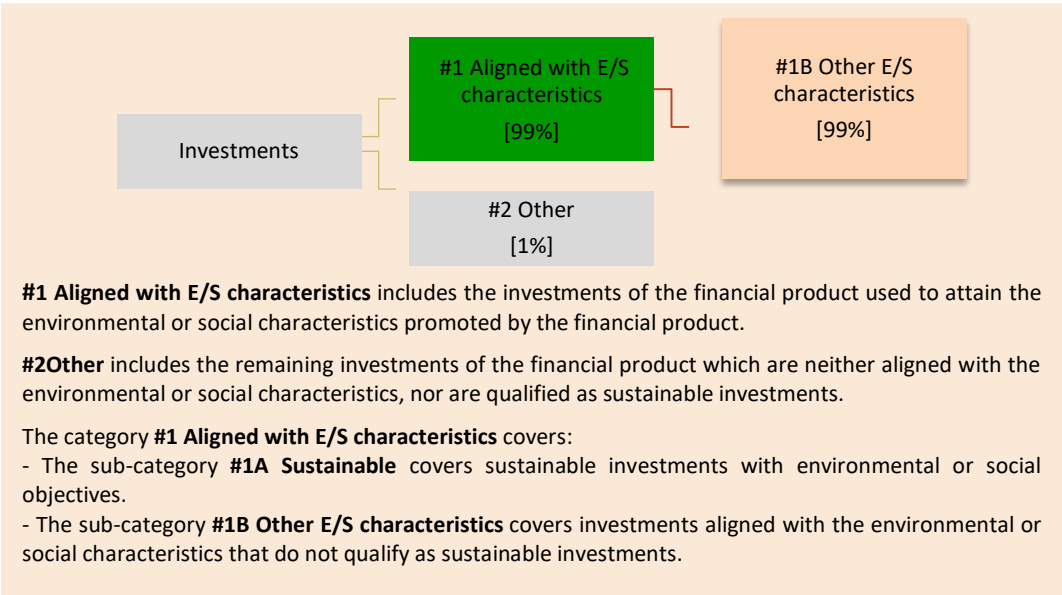 #1 Aligned with E/S
characteristics
[99%]
#1B Other E/S
characteristics
[99%]
Investments
#2 Other
[1%]
#1 Aligned with E/S characteristics includes the investments of the financial product used to attain the
environmental or social characteristics promoted by the financial product.
#2Other includes the remaining investments of the financial product which are neither aligned with the
environmental or social characteristics, nor are qualified as sustainable investments.
The category #1 Aligned with E/S characteristics covers:
- The sub-category #1A Sustainable covers sustainable investments with environmental or social
objectives.
- The sub-category #1B Other E/S characteristics covers investments aligned with the environmental or
social characteristics that do not qualify as sustainable investments.